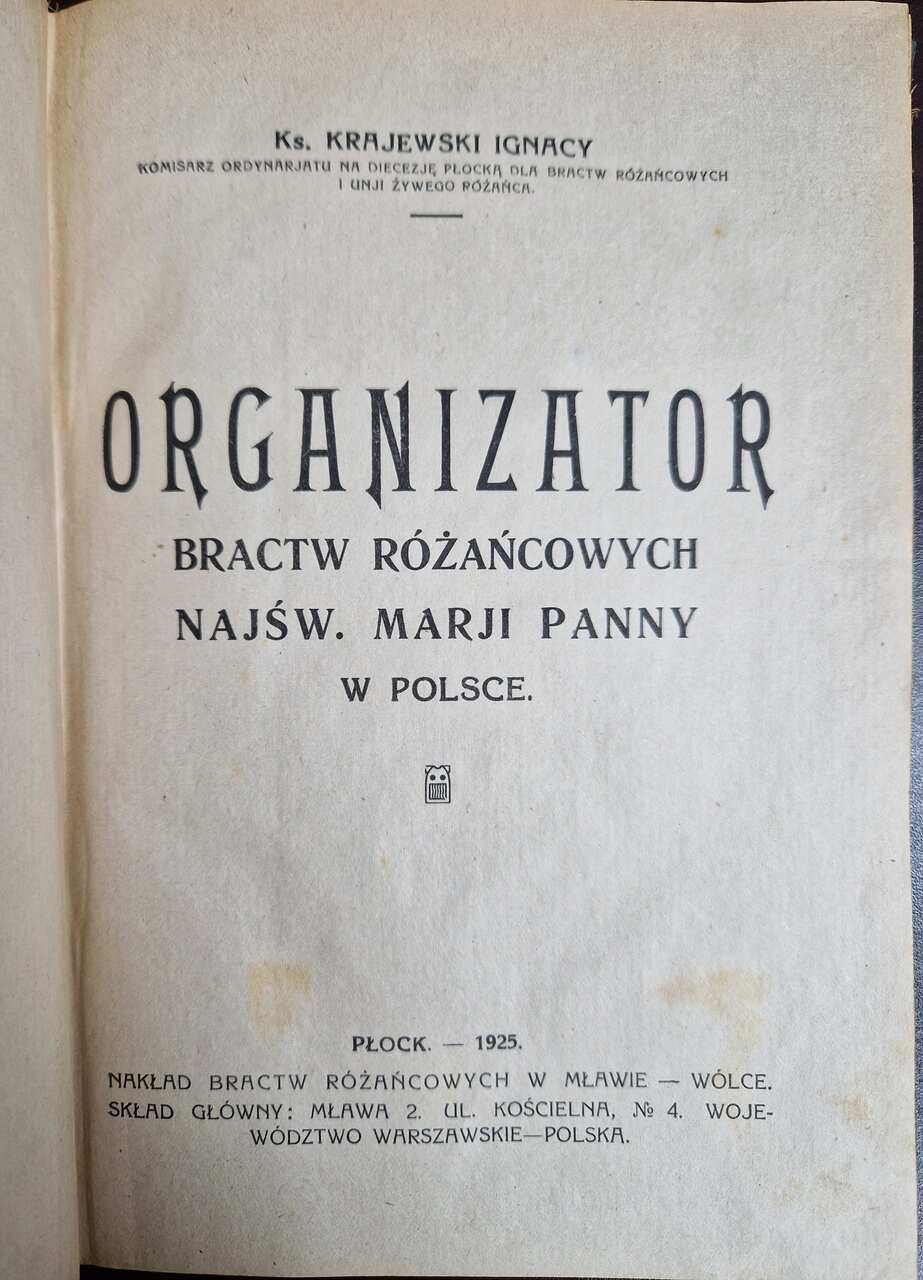 Ks. KRAJEWSKI IGNACY
KOMISARZ ORDYNARJATU NA DIECEZJĘ PŁOCKĄ DLA BRACTW RÓŻAŃCOWYCH
I UNJI ŻYWEGO RÓŻAŃCA.
ORGANIZATOR
BRACTW RÓŻAŃCOWYCH
NAJŚW. MARJI PANNY
W POLSCE.
PŁOCK. — 1925.
NAKŁAD BRACTW RÓŻAŃCOWYCH W MŁAWIE — WÓLCE.
SKŁAD GŁÓWNY: MŁAWA 2. UL. KOŚCIELNA, № 4. WOJE-
WÓDZTWO WARSZAWSKIE—POLSKA.